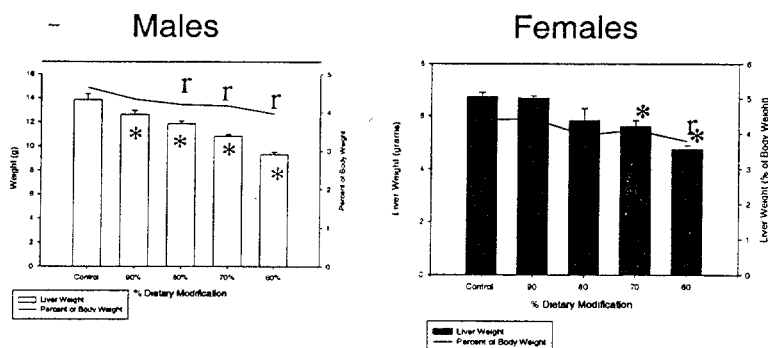 Males
Females
Weight (g)
16
14
12
10
8
6
4
2
0
r
r
r
*
*
*
*
5
4
3
2
1
0
Percent of Body Weight
Control
90%
80%
70%
60%
% Dietary Modification
Liver Weight
Percent of Body Weight
Liver Weight (grams)
4
2
0
*
r
*
6
5
4
3
2
1
0
Liver Weight (% of Body Weight)
Control
90
80
70
60
% Dietary Modification
Liver Weight
Percent of Body Weight